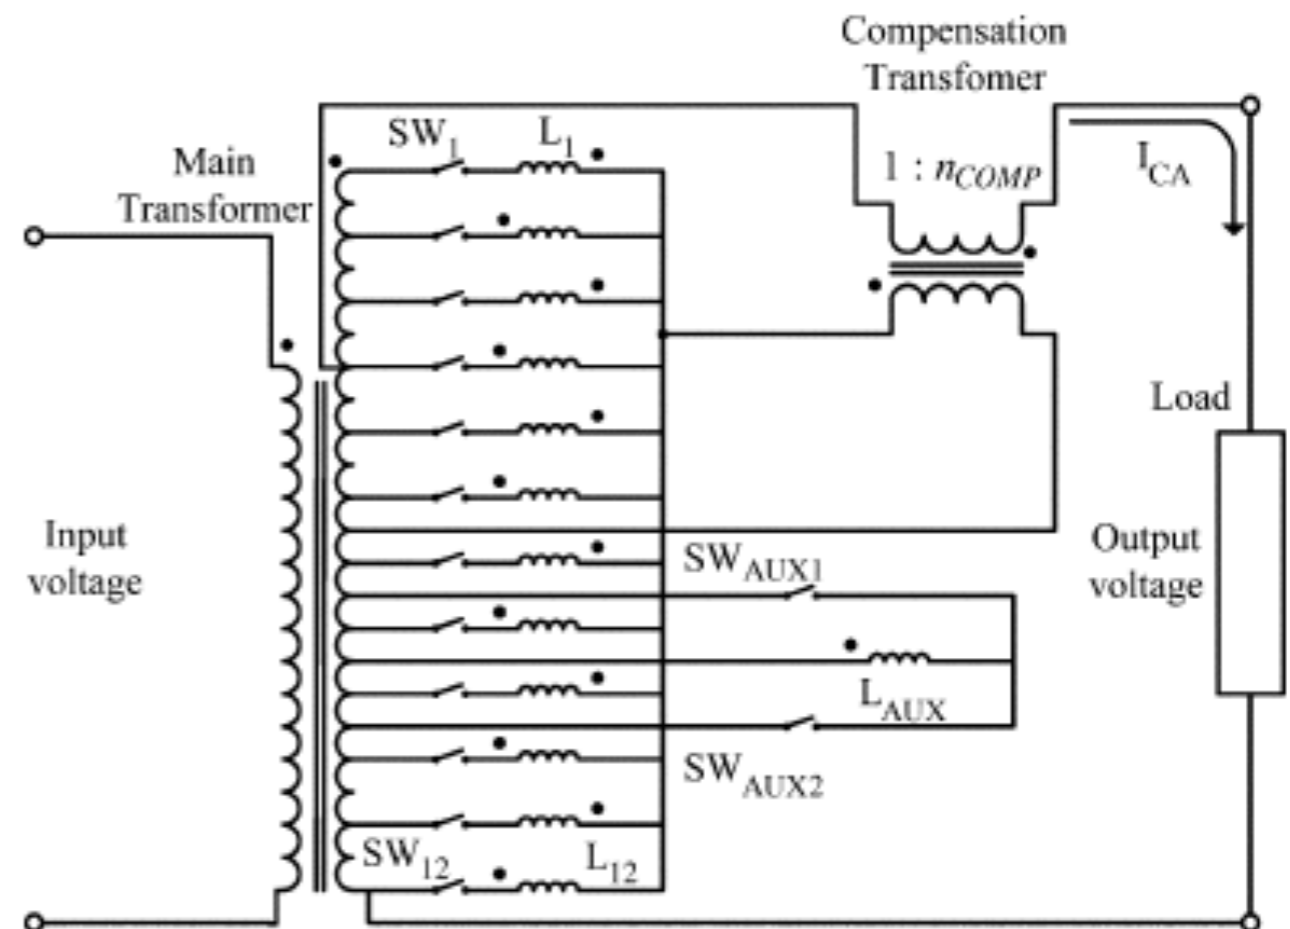 Compensation
Transfomer
SW1
L1
Main
Transformer
1 : nCOMP
ICA
Load
Input
voltage
Output
voltage
SWAUX1
LAUX
SWAUX2
SW12
L12